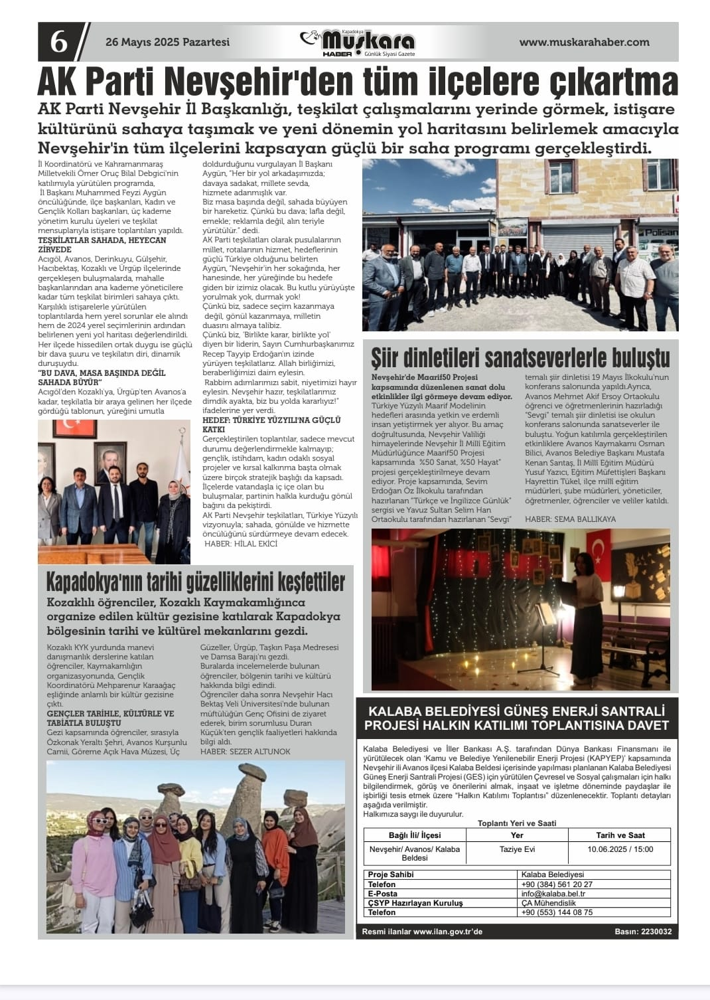 6
26 Mayıs 2025 Pazartesi
Kapadokya
Muşkara
HABER Günlük Siyasi Gazete
www.muskarahaber.com
AK Parti Nevşehir'den tüm ilçelere çıkartma
AK Parti Nevşehir İl Başkanlığı, teşkilat çalışmalarını yerinde görmek, istişare
kültürünü sahaya taşımak ve yeni dönemin yol haritasını belirlemek amacıyla
Nevşehir'in tüm ilçelerini kapsayan güçlü bir saha programı gerçekleştirdi.
İl Koordinatörü ve Kahramanmaraş
Milletvekili Ömer Oruç Bilal Debgici'nin
katılımıyla yürütülen programda,
İl Başkanı Muhammed Feyzi Aygün
öncülüğünde, ilçe başkanları, Kadın ve
Gençlik Kolları başkanları, üç kademe
yönetim kurulu üyeleri ve teşkilat
mensuplarıyla istişare toplantıları yapıldı.
TEŞKİLATLAR SAHADA, HEYECAN
ZİRVEDE
Acıgöl, Avanos, Derinkuyu, Gülşehir,
Hacıbektaş, Kozaklı ve Ürgüp ilçelerinde
gerçekleşen buluşmalarda, mahalle
başkanlarından ana kademe yöneticilere
kadar tüm teşkilat birimleri sahaya çıktı.
Karşılıklı istişarelerle yürütülen
toplantılarda hem yerel sorunlar ele alındı
hem de 2024 yerel seçimlerinin ardından
belirlenen yeni yol haritası değerlendirildi.
Her ilçede hissedilen ortak duygu ise güçlü
bir dava şuuru ve teşkilatın diri, dinamik
duruşuydu.
"BU DAVA, MASA BAŞINDA DEĞİL
SAHADA BÜYÜR"
Acıgöl'den Kozaklı'ya, Ürgüp'ten Avanos'a
kadar, teşkilatla bir araya gelinen her ilçede
gördüğü tablonun, yüreğini umutla
doldurduğunu vurgulayan İl Başkanı
Aygün, "Her bir yol arkadaşımızda;
davaya sadakat, millete sevda,
hizmete adanmışlık var.
Biz masa başında değil, sahada büyüyen
bir hareketiz. Çünkü bu dava; lafla değil,
emekle; reklamla değil, alın teriyle
yürütülür." dedi.
AK Parti teşkilatları olarak pusulalarının
millet, rotalarının hizmet, hedeflerinin
güçlü Türkiye olduğunu belirten
Aygün, "Nevşehir'in her sokağında, her
hanesinde, her yüreğinde bu hedefe
giden bir izimiz olacak. Bu kutlu yürüyüşte
yorulmak yok, durmak yok!
Çünkü biz, sadece seçim kazanmaya
değil, gönül kazanmaya, milletin
duasını almaya talibiz.
Çünkü biz, 'Birlikte karar, birlikte yol'
diyen bir liderin, Sayın Cumhurbaşkanımız
Recep Tayyip Erdoğan'ın izinde
yürüyen teşkilatlarız. Allah birliğimizi,
beraberliğimizi daim eylesin.
Rabbim adımlarımızı sabit, niyetimizi hayır
eylesin. Nevşehir hazır, teşkilatlarımız
dimdik ayakta, biz bu yolda kararlıyız!"
ifadelerine yer verdi.
HEDEF: TÜRKİYE YÜZYILI'NA GÜÇLÜ
KATKI
Gerçekleştirilen toplantılar, sadece mevcut
durumu değerlendirmekle kalmayıp;
gençlik, istihdam, kadın odaklı sosyal
projeler ve kırsal kalkınma başta olmak
üzere birçok stratejik başlığı da kapsadı.
İlçelerde vatandaşla iç içe olan bu
buluşmalar, partinin halkla kurduğu gönül
bağını da pekiştirdi.
AK Parti Nevşehir teşkilatları, Türkiye Yüzyılı
vizyonuyla; sahada, gönülde ve hizmette
öncülüğünü sürdürmeye devam edecek.
HABER: HİLAL EKİCİ
Polisan
Şiir dinletileri sanatseverlerle buluştu
Nevşehir'de Maarif50 Projesi
kapsamında düzenlenen sanat dolu
etkinlikler ilgi görmeye devam ediyor.
Türkiye Yüzyılı Maarif Modelinin
hedefleri arasında yetkin ve erdemli
insan yetiştirmek yer alıyor. Bu amaç
doğrultusunda, Nevşehir Valiliği
himayelerinde Nevşehir İl Millî Eğitim
Müdürlüğünce Maarif50 Projesi
kapsamında %50 Sanat, %50 Hayat"
projesi gerçekleştirilmeye devam
ediyor. Proje kapsamında, Sevim
Erdoğan Öz İlkokulu tarafından
hazırlanan "Türkçe ve İngilizce Günlük"
sergisi ve Yavuz Sultan Selim Han
Ortaokulu tarafından hazırlanan "Sevgi"
temalı şiir dinletisi 19 Mayıs İlkokulu'nun
konferans salonunda yapıldı.Ayrıca,
Avanos Mehmet Akif Ersoy Ortaokulu
öğrenci ve öğretmenlerinin hazırladığı
"Sevgi" temalı şiir dinletisi ise okulun
konferans salonunda sanatseverler ile
buluştu. Yoğun katılımla gerçekleştirilen
etkinliklere Avanos Kaymakamı Osman
Bilici, Avanos Belediye Başkanı Mustafa
Kenan Sarıtaş, İl Millî Eğitim Müdürü
Yusuf Yazıcı, Eğitim Müfettişleri Başkanı
Hayrettin Tükel, ilçe millî eğitim
müdürleri, şube müdürleri, yöneticiler,
öğretmenler, öğrenciler ve veliler katıldı.
HABER: SEMA BALLIKAYA
Kapadokya'nın tarihi güzelliklerini keşfettiler
Kozaklılı öğrenciler, Kozaklı Kaymakamlığınca
organize edilen kültür gezisine katılarak Kapadokya
bölgesinin tarihi ve kültürel mekanlarını gezdi.
Kozaklı KYK yurdunda manevi
danışmanlık derslerine katılan
öğrenciler, Kaymakamlığın
organizasyonunda, Gençlik
Koordinatörü Mehparenur Karaağaç
eşliğinde anlamlı bir kültür gezisine
çıktı.
GENÇLER TARİHLE, KÜLTÜRLE VE
TABİATLA BULUŞTU
Gezi kapsamında öğrenciler, sırasıyla
Özkonak Yeraltı Şehri, Avanos Kurşunlu
Camii, Göreme Açık Hava Müzesi, Üç
Güzeller, Ürgüp, Taşkın Paşa Medresesi
ve Damsa Barajı'nı gezdi.
Buralarda incelemelerde bulunan
öğrenciler, bölgenin tarihi ve kültürü
hakkında bilgi edindi.
Öğrenciler daha sonra Nevşehir Hacı
Bektaş Veli Üniversitesi'nde bulunan
müftülüğün Genç Ofisini de ziyaret
ederek, birim sorumlusu Duran
Küçük'ten gençlik faaliyetleri hakkında
bilgi aldı.
HABER: SEZER ALTUNOK
KALABA BELEDİYESİ GÜNEŞ ENERJİ SANTRALİ
PROJESİ HALKIN KATILIMI TOPLANTISINA DAVET
Kalaba Belediyesi ve İller Bankası A.Ş. tarafından Dünya Bankası Finansmanı ile
yürütülecek olan 'Kamu ve Belediye Yenilenebilir Enerji Projesi (KAPYEP)' kapsamında
Nevşehir ili Avanos ilçesi Kalaba Beldesi içerisinde yapılması planlanan Kalaba Belediyesi
Güneş Enerji Santrali Projesi (GES) için yürütülen Çevresel ve Sosyal çalışmaları için halkı
bilgilendirmek, görüş ve önerilerini almak, inşaat ve işletme döneminde paydaşlar ile
işbirliği tesis etmek üzere "Halkın Katılımı Toplantısı" düzenlenecektir. Toplantı detayları
aşağıda verilmiştir.
Halkımıza saygı ile duyurulur.
Toplantı Yeri ve Saati
Bağlı İli/ İlçesi Yer Tarih ve Saat
Nevşehir/ Avanos/ Kalaba Taziye Evi 10.06.2025 / 15:00
Beldesi
Proje Sahibi Kalaba Belediyesi
Telefon +90 (384) 561 20 27
E-Posta info@kalaba.bel.tr
ÇSYP Hazırlayan Kuruluş ÇA Mühendislik
Telefon +90 (553) 144 08 75
Resmi ilanlar www.ilan.gov.tr'de Basın: 2230032